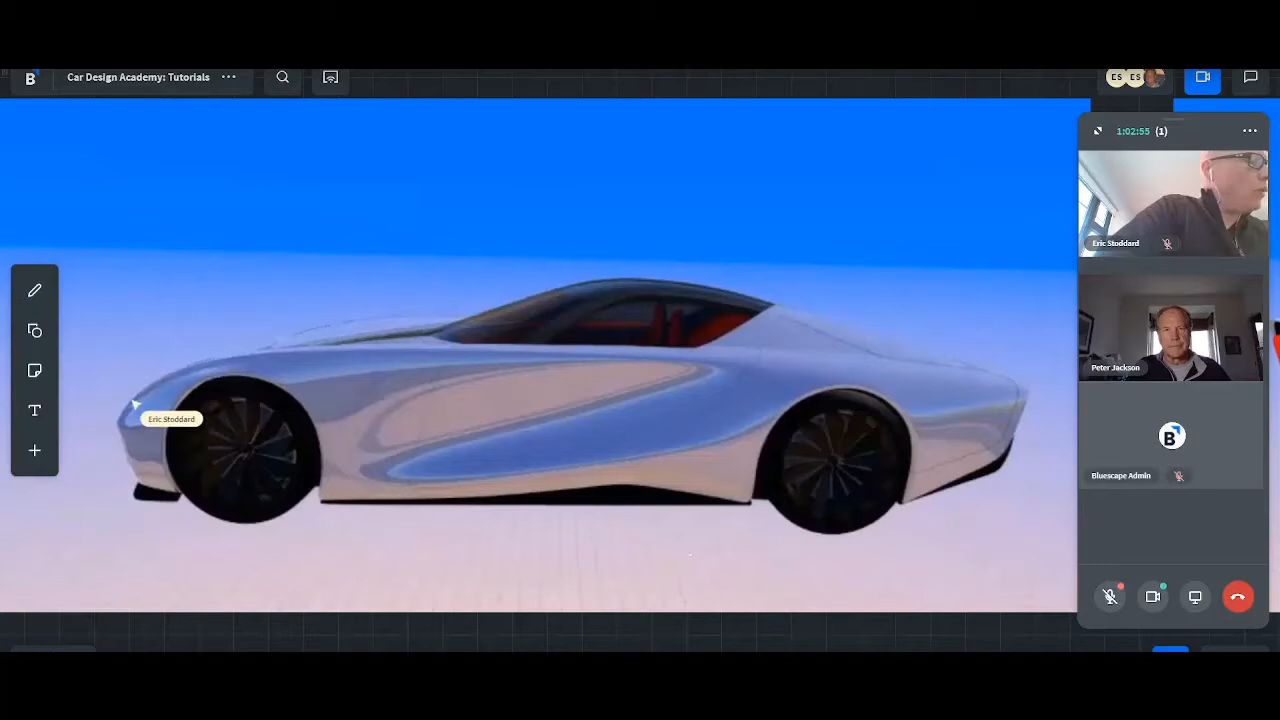 B
Car Design Academy: Tutorials
ES
ES
1:02:55 (1)
Eric Stoddard
Peter Jackson
B
Bluescape Admin
Eric Stoddard
T